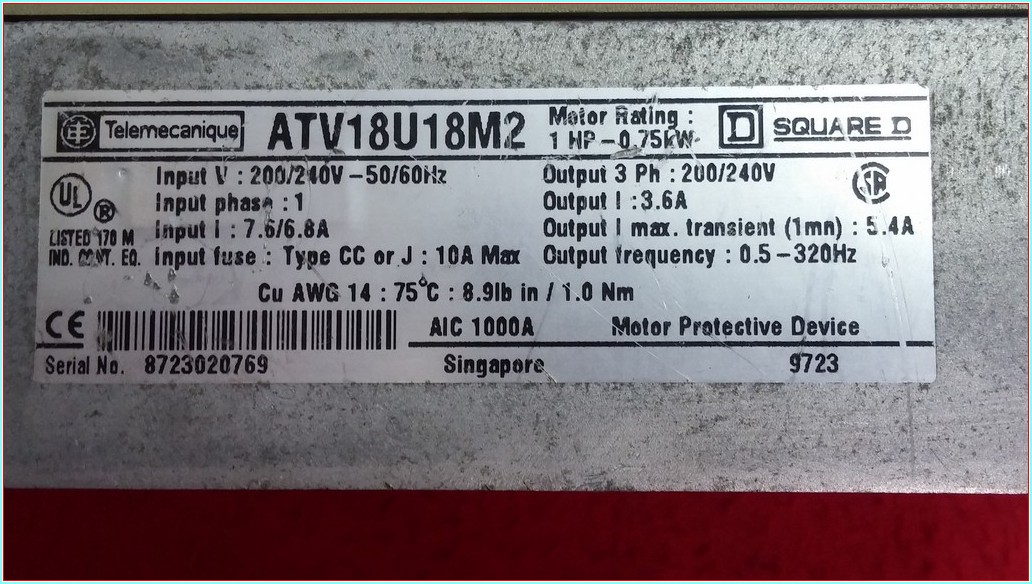 Telemecanique ATV18U18M2 Motor Rating : 1 HP – 0.75kW D SQUARE D
UL ® LISTED 170 M IND. CONT. EQ.
Input V : 200/240V – 50/60Hz Output 3 Ph : 200/240V SA
Input phase : 1 Output I : 3.6A
Input I : 7.6/6.8A Output I max. transient (1mn) : 5.4A
Input fuse : Type CC or J : 10A Max Output frequency : 0.5 – 320Hz
Cu AWG 14 : 75°C : 8.9lb in / 1.0 Nm
CE AIC 1000A Motor Protective Device
Serial No. 8723020769 Singapore 9723